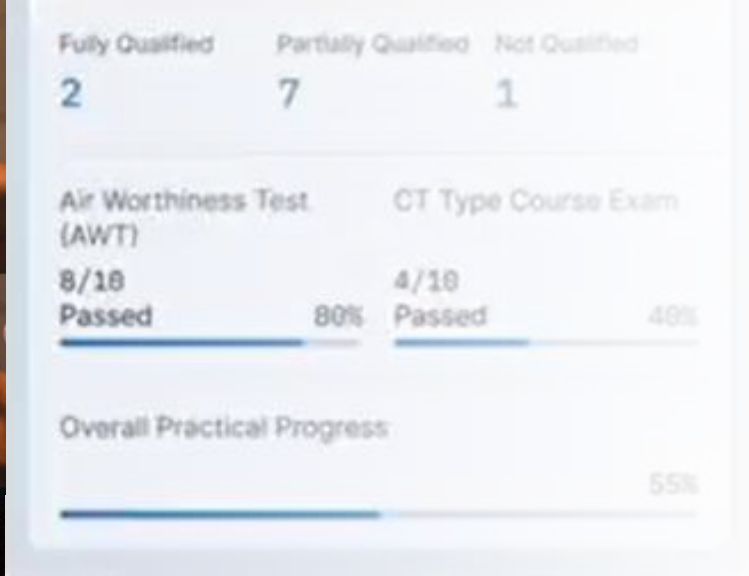 Fully Qualified Partially Qualified Not Qualified
2 7 1
Air Worthiness Test CT Type Course Exam
(AWT)
8/10 4/10
Passed 80% Passed 40%
Overall Practical Progress
55%